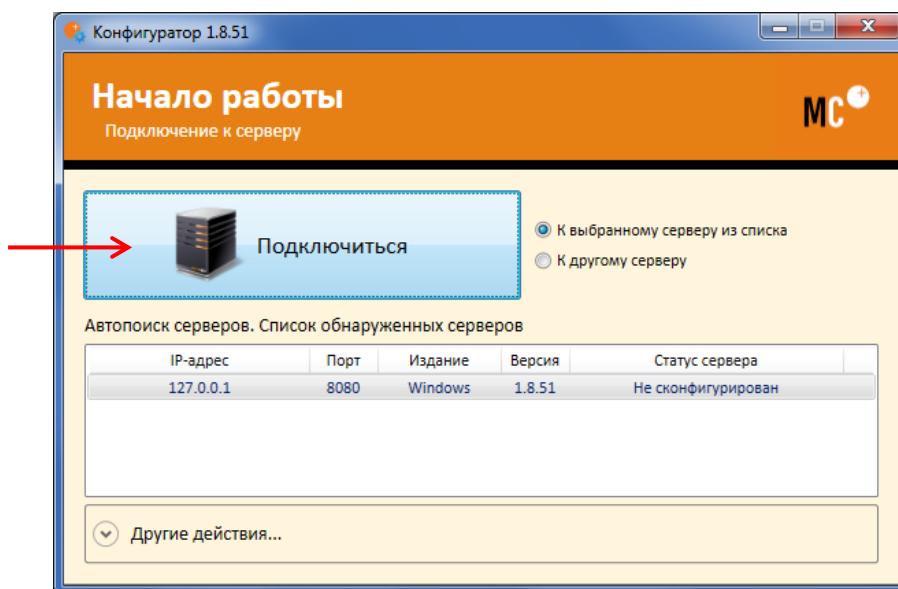 Конфигуратор 1.8.51
Начало работы
Подключение к серверу
МС+
Подключиться
К выбранному серверу из списка
К другому серверу
Автопоиск серверов. Список обнаруженных серверов
IP-адрес Порт Издание Версия Статус сервера
127.0.0.1 8080 Windows 1.8.51 Не сконфигурирован
Другие действия...